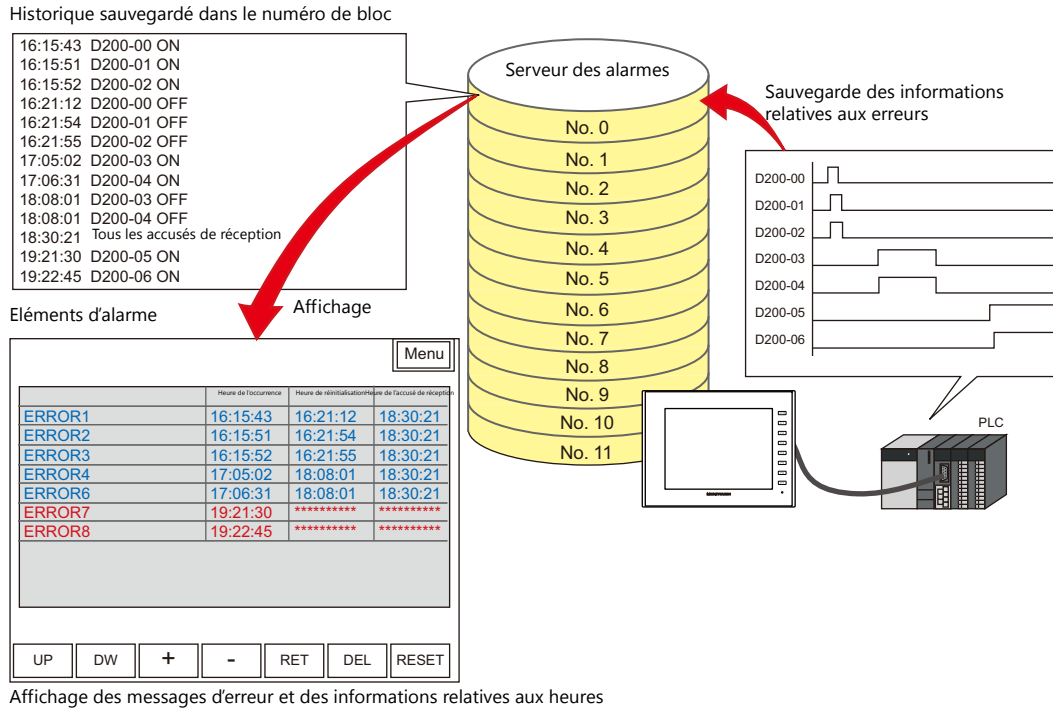 Historique sauvegardé dans le numéro de bloc
16:15:43 D200-00 ON
16:15:51 D200-01 ON
16:15:52 D200-02 ON
16:21:12 D200-00 OFF
16:21:54 D200-01 OFF
16:21:55 D200-02 OFF
17:05:02 D200-03 ON
17:06:31 D200-04 ON
18:08:01 D200-03 OFF
18:08:01 D200-04 OFF
18:30:21 Tous les accusés de réception
19:21:30 D200-05 ON
19:22:45 D200-06 ON
Serveur des alarmes
No. 0
No. 1
No. 2
No. 3
No. 4
No. 5
No. 6
No. 7
No. 8
No. 9
No. 10
No. 11
Sauvegarde des informations
relatives aux erreurs
D200-00
D200-01
D200-02
D200-03
D200-04
D200-05
D200-06
PLC
Affichage
Eléments d'alarme
Menu
Heure de l'occurrence Heure de réinitialisation Heure de l'accusé de réception
ERROR1 16:15:43 16:21:12 18:30:21
ERROR2 16:15:51 16:21:54 18:30:21
ERROR3 16:15:52 16:21:55 18:30:21
ERROR4 17:05:02 18:08:01 18:30:21
ERROR6 17:06:31 18:08:01 18:30:21
ERROR7 19:21:30 ********** **********
ERROR8 19:22:45 ********** **********
UP DW + - RET DEL RESET
Affichage des messages d'erreur et des informations relatives aux heures